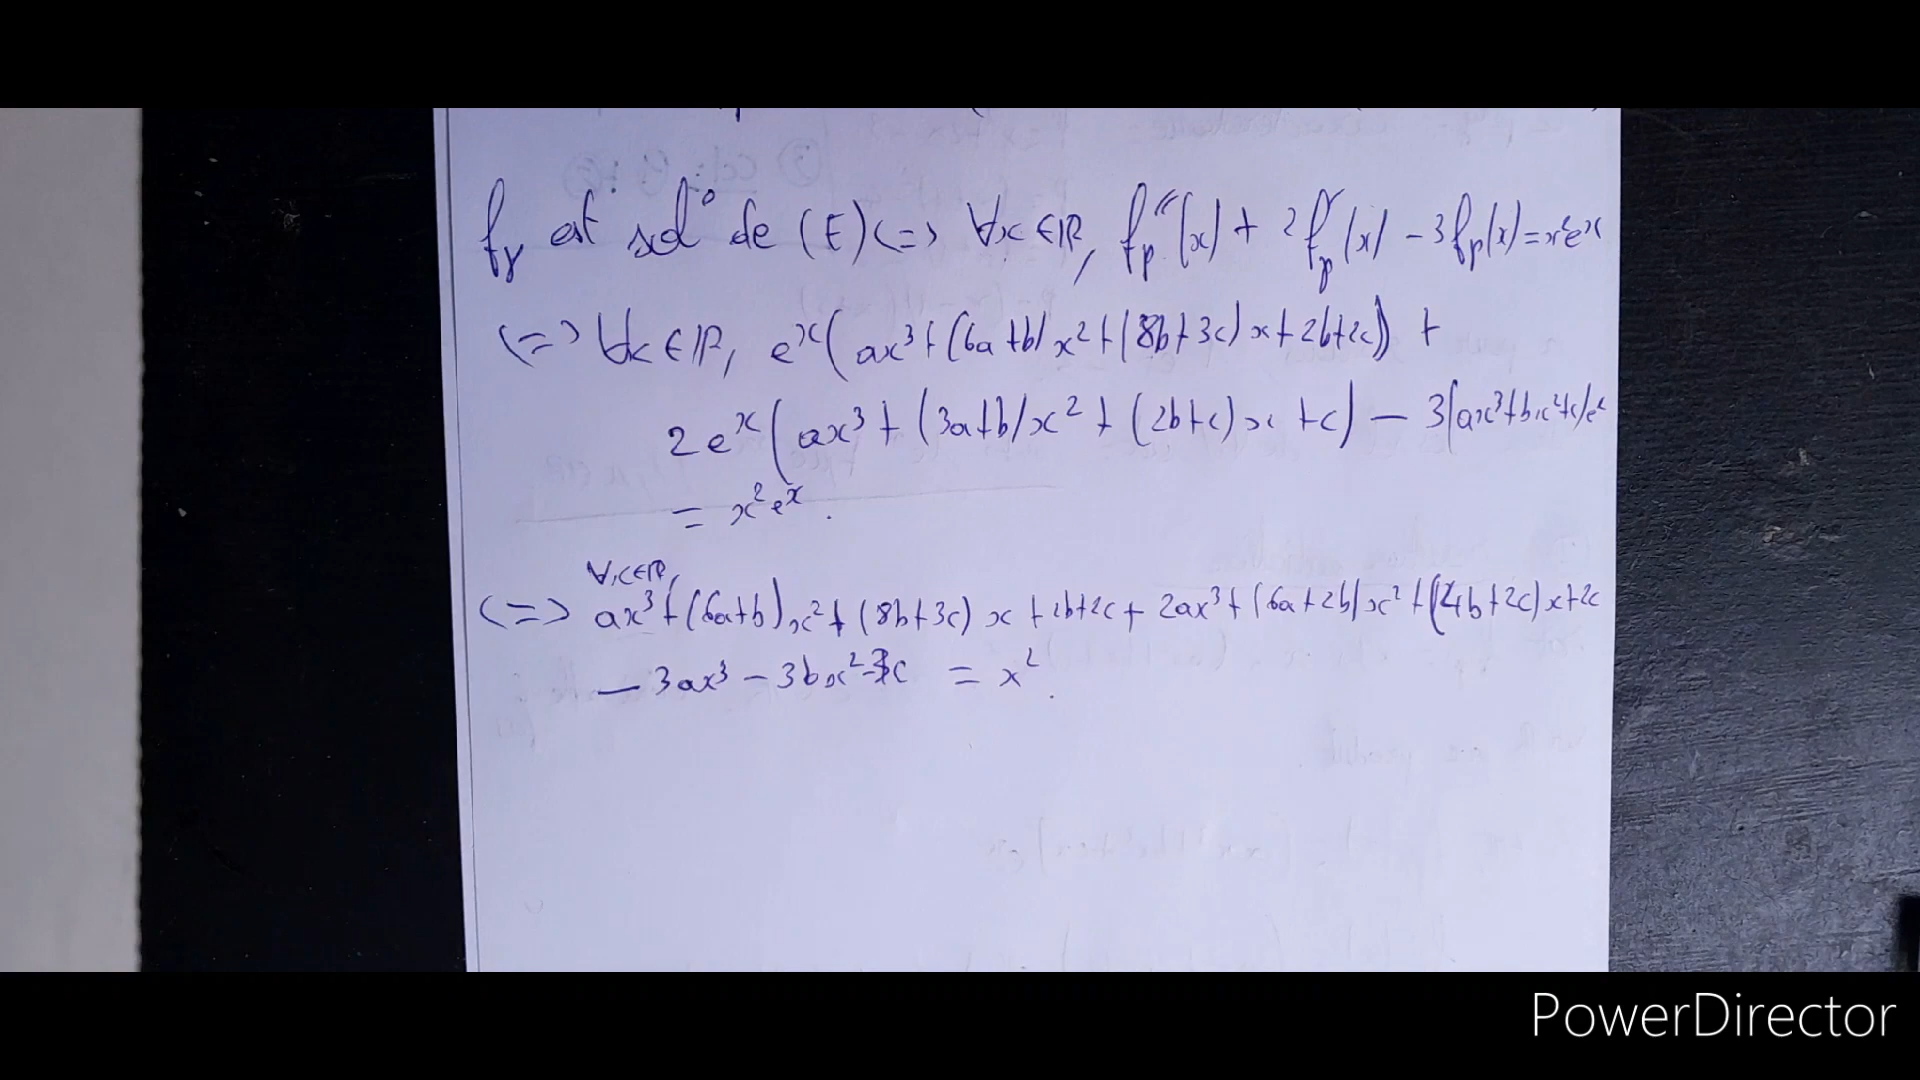 fp est sol° de (E) <=> ∀x ∈ ℝ, fp''(x) + 2fp'(x) - 3fp(x) = x²eˣ
<=> ∀x ∈ ℝ, eˣ(ax³ + (6a+b)x² + (8b+3c)x + 2b+2c) +
2eˣ(ax³ + (3a+b)x² + (2b+c)x + c) - 3(ax³+bx²+c)eˣ
= x²eˣ.
∀x∈ℝ,
<=> ax³ + (6a+b)x² + (8b+3c)x + 2b+2c + 2ax³ + (6a+2b)x² + (4b+2c)x+2c
- 3ax³ - 3bx² - 3c = x².
PowerDirector